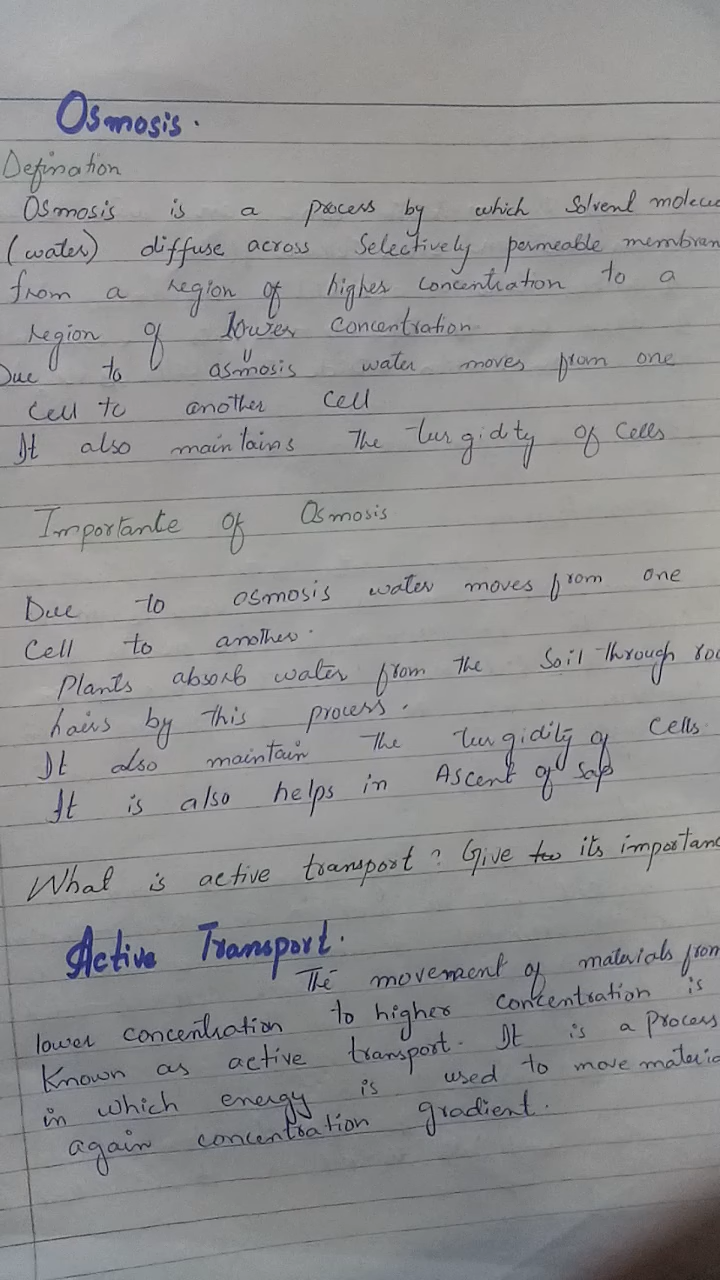 Osmosis.
Defination
Osmosis is a process by which Solvent molecu
(water) diffuse across Selectively permeable membran
from a region of higher concentration to a
region of lower concentration
Due to osmosis water moves from one
Cell to another Cell
It also maintains The turgidity of Cells
Importante of Osmosis
Due to osmosis water moves from one
Cell to another.
Plants absorb water from the Soil Through roo
hairs by this process.
It also maintain The turgidity of Cells
It is also helps in Ascent of Sap
What is active transport? Give its importanc
Active Transport.
The movement of materials from
lower concentration to higher concentration is
Known as active transport. It is a process
in which energy is used to move materia
again concentration gradient.